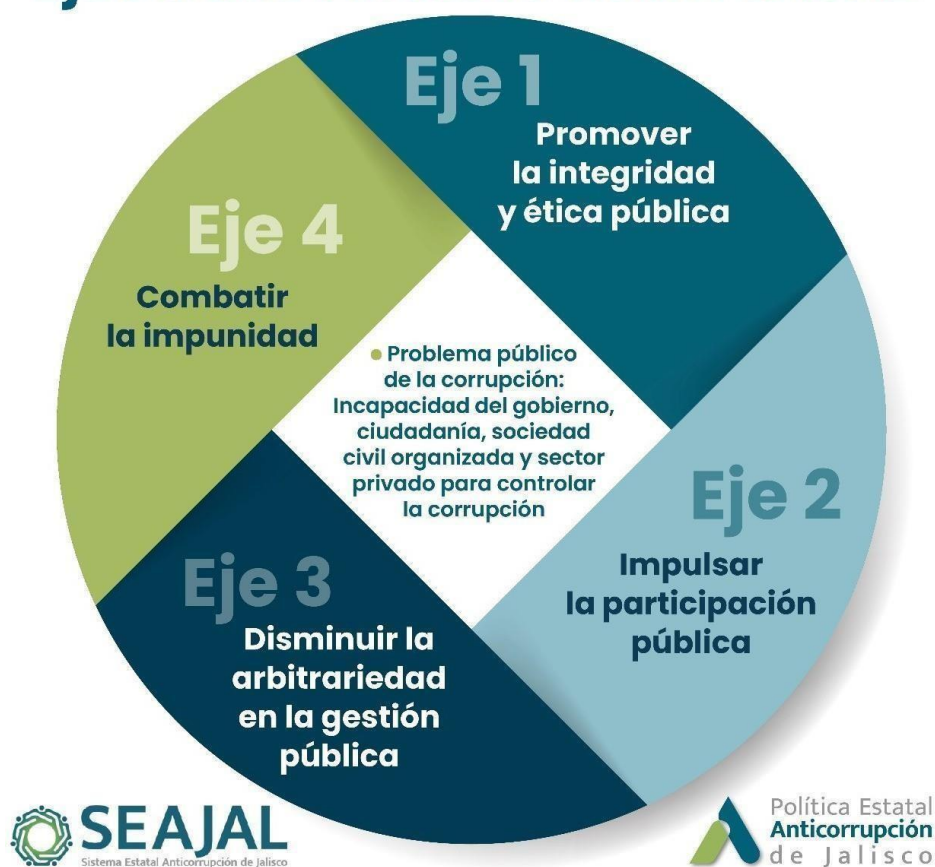 Eje 1
Promover
la integridad
y ética pública
Eje 2
Impulsar
la participación
pública
Eje 3
Disminuir la
arbitrariedad
en la gestión
pública
Eje 4
Combatir
la impunidad
• Problema público
de la corrupción:
Incapacidad del gobierno,
ciudadanía, sociedad
civil organizada y sector
privado para controlar
la corrupción
SEAJAL
Sistema Estatal Anticorrupción de Jalisco
Política Estatal
Anticorrupción
de Jalisco